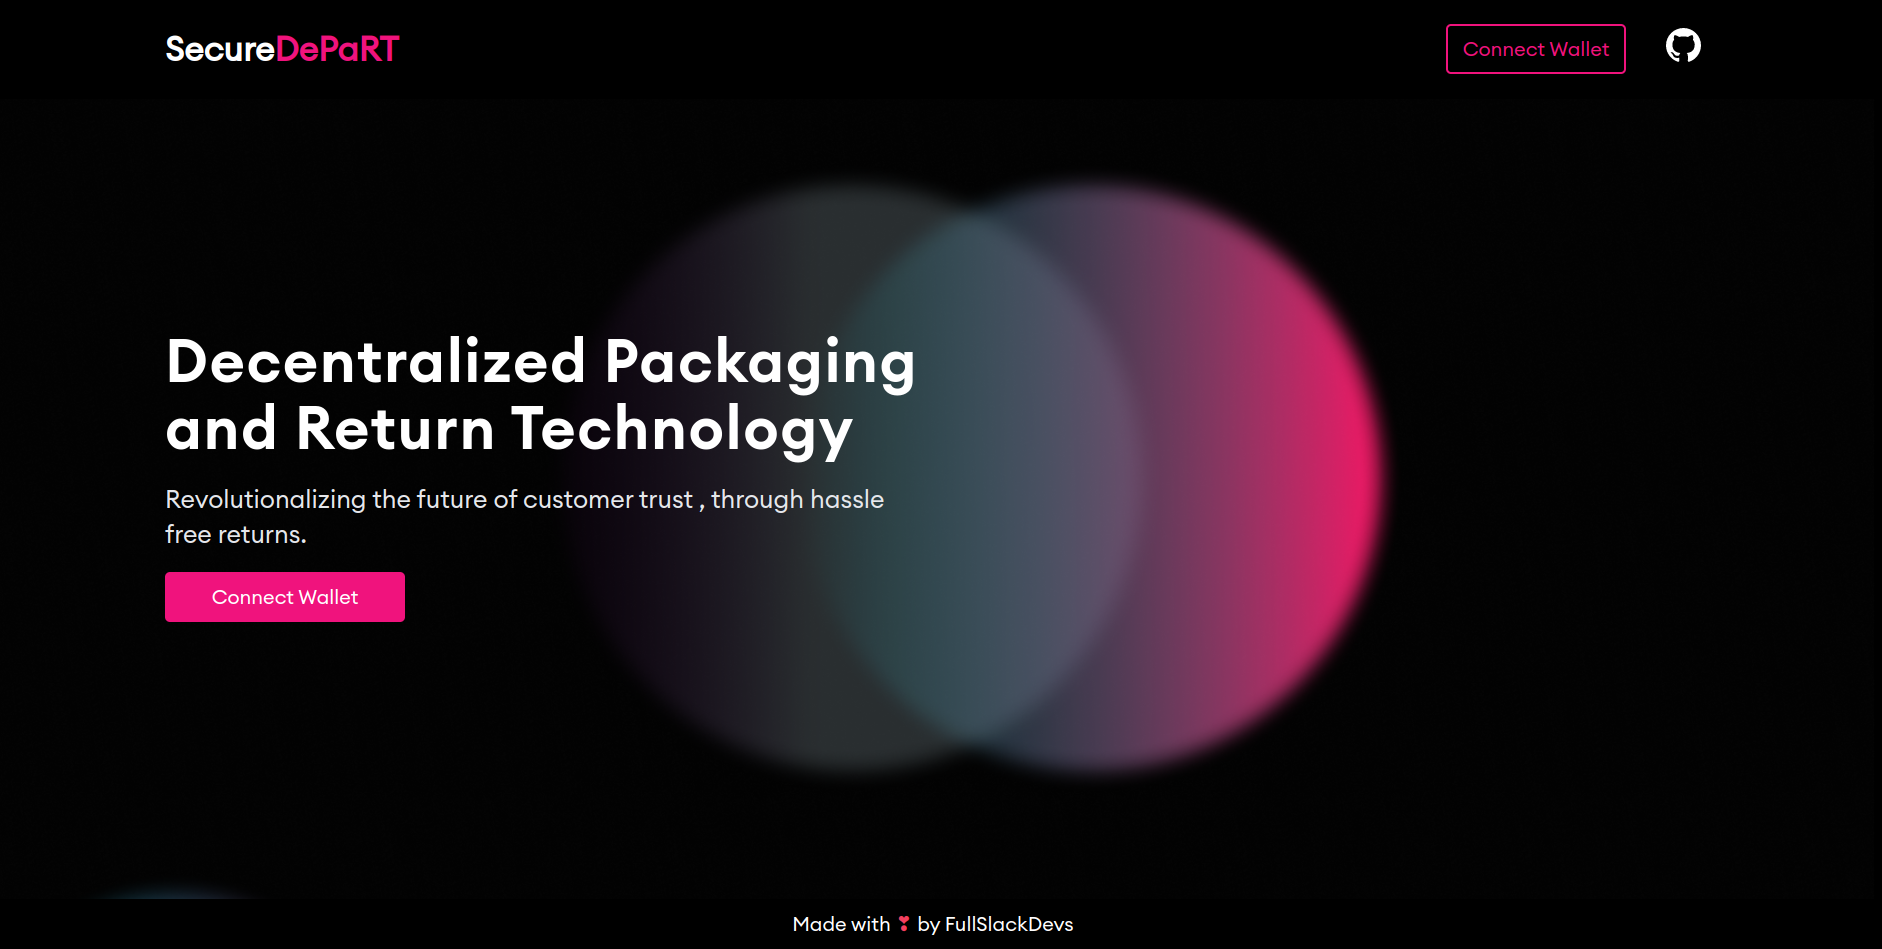 SecureDePaRT
Connect Wallet
Decentralized Packaging
and Return Technology
Revolutionalizing the future of customer trust , through hassle
free returns.
Connect Wallet
Made with ❣ by FullSlackDevs